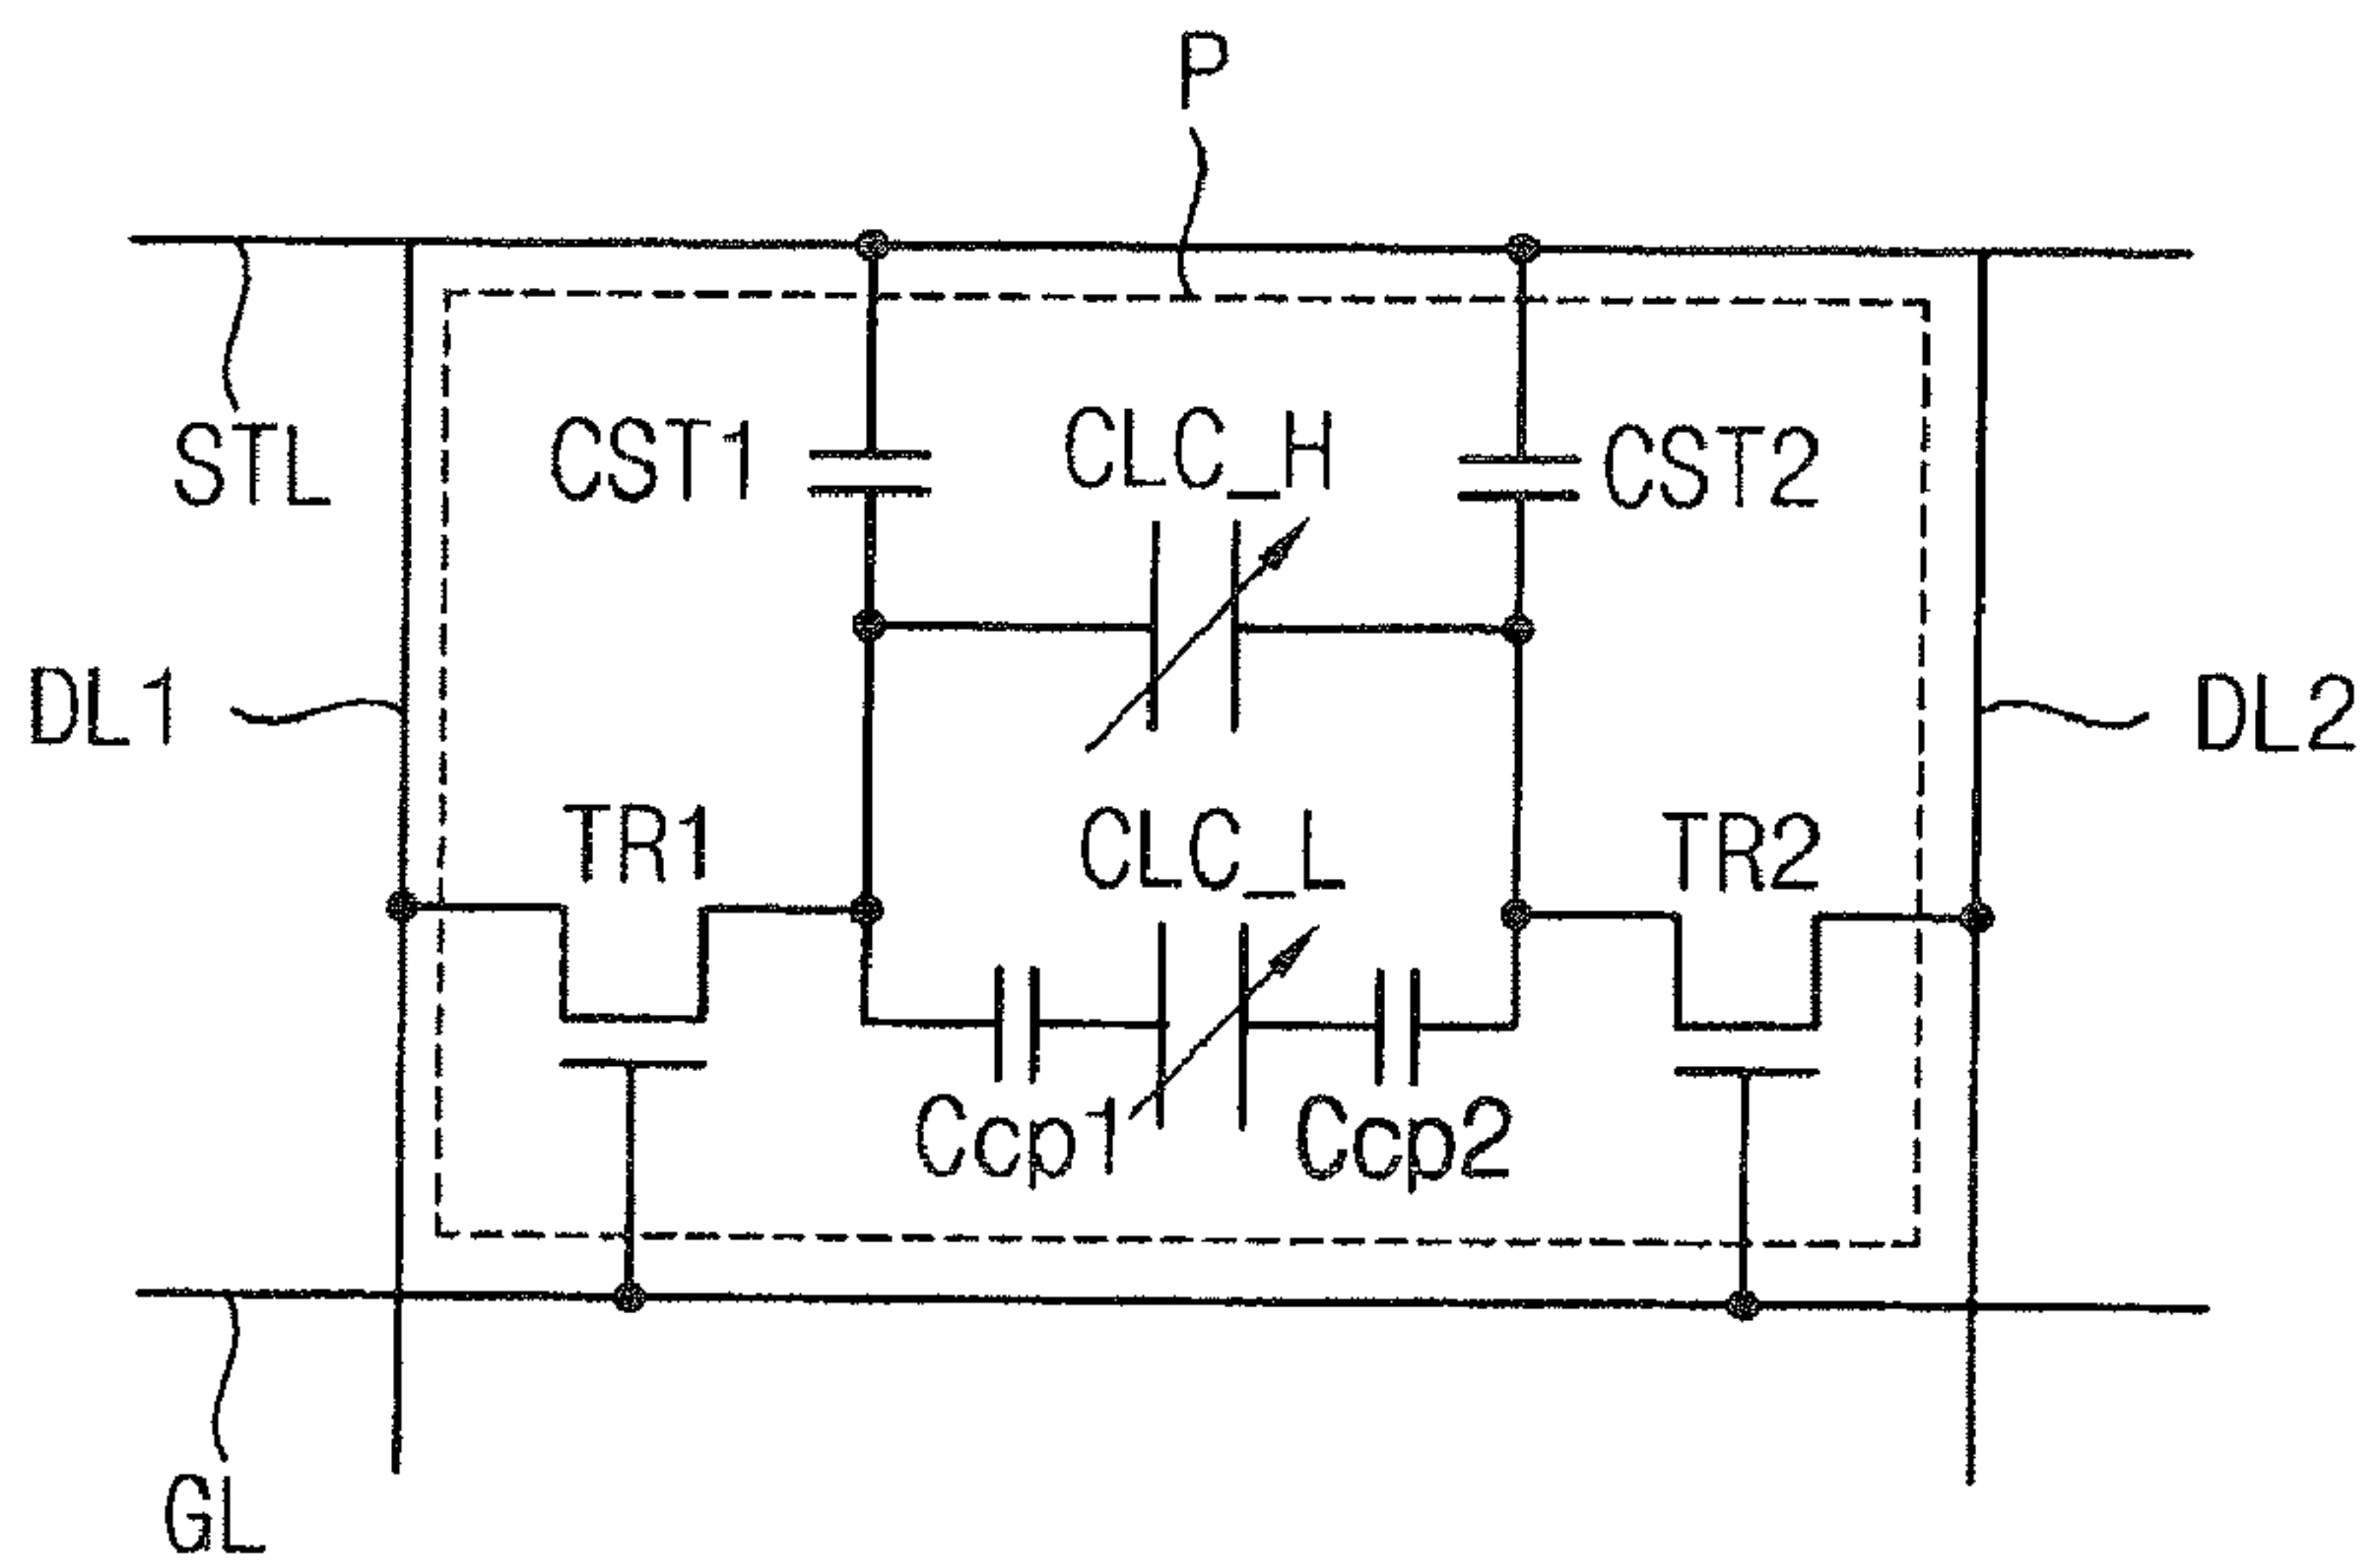 P
STL
CST1
CLC_H
CST2
DL1
DL2
TR1
CLC_L
TR2
Ccp1
Ccp2
GL